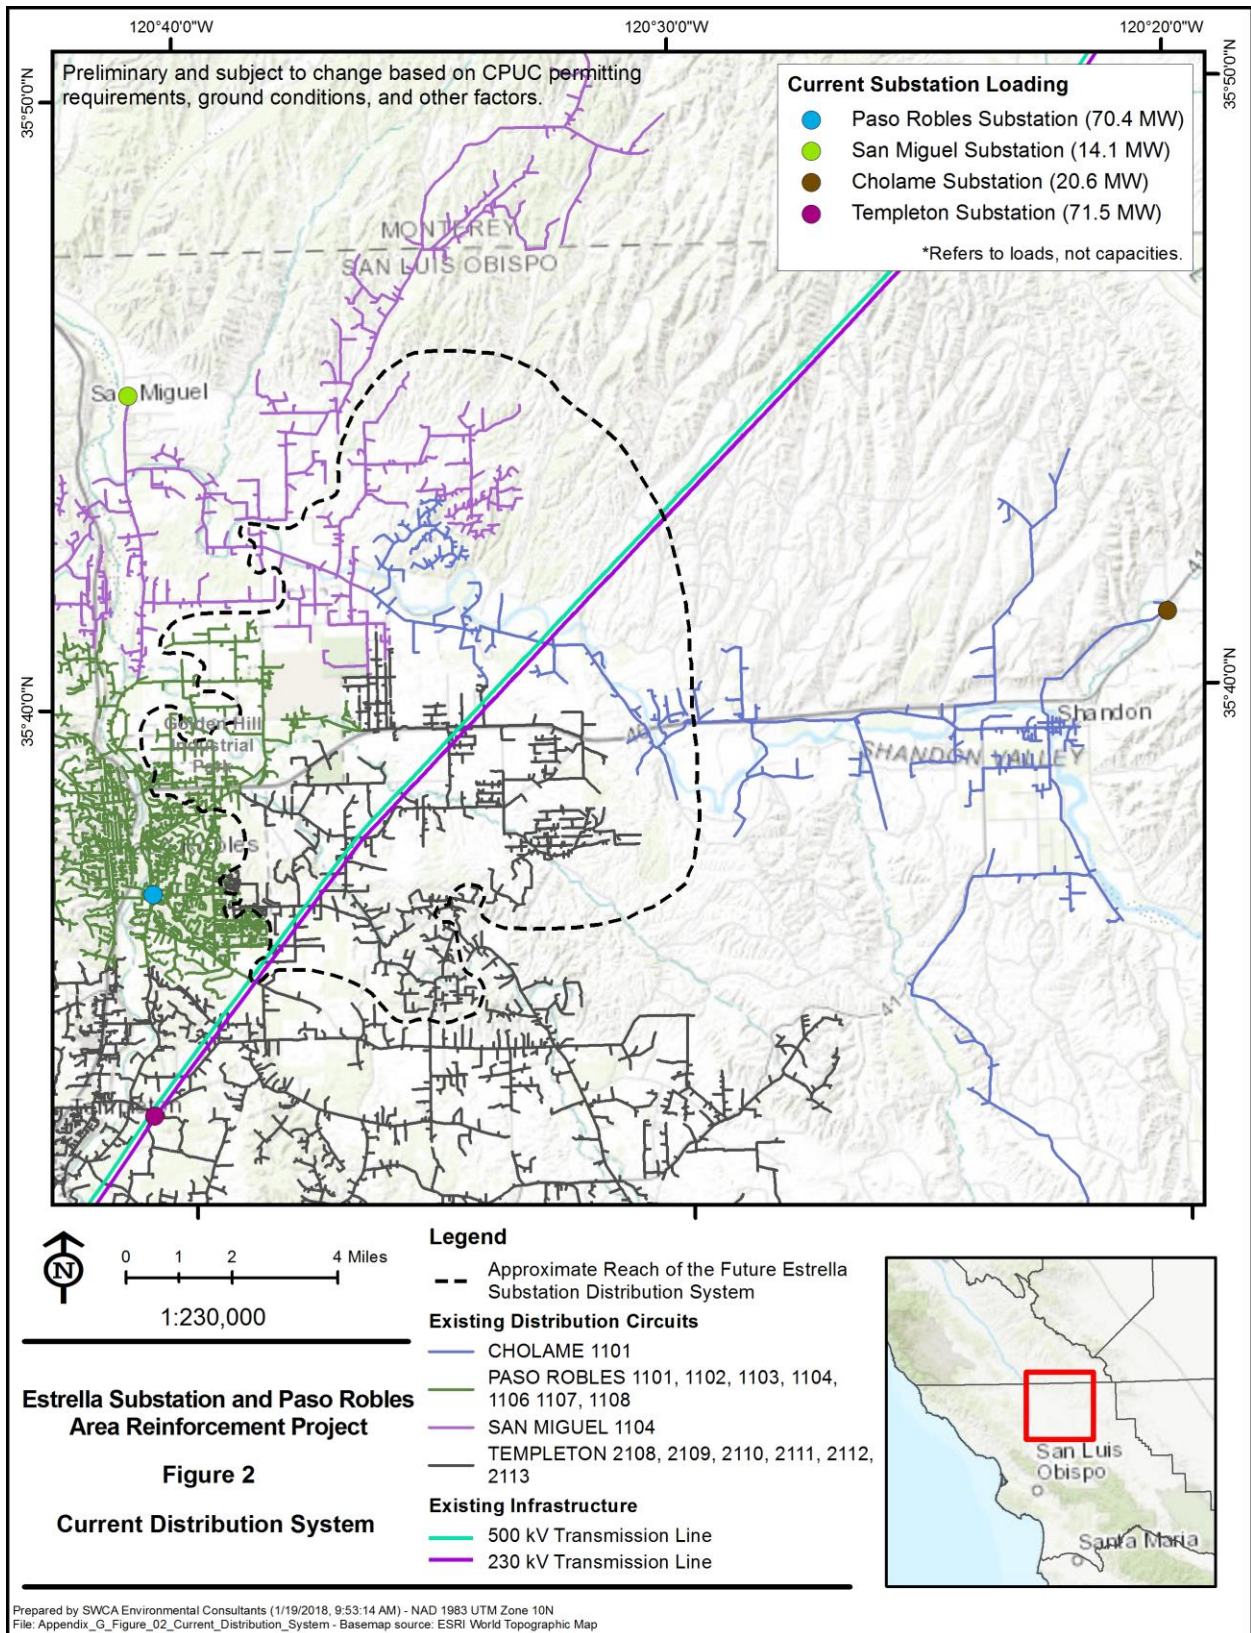 120°40'0"W
120°30'0"W
120°20'0"W
35°50'0"N
35°50'0"N
Preliminary and subject to change based on CPUC permitting
requirements, ground conditions, and other factors.
Current Substation Loading
Paso Robles Substation (70.4 MW)
San Miguel Substation (14.1 MW)
Cholame Substation (20.6 MW)
Templeton Substation (71.5 MW)
*Refers to loads, not capacities.
MONTEREY
SAN LUIS OBISPO
Sa Miguel
41
35°40'0"N
35°40'0"N
Shandon
Golden Hill
Industrial
Park
46
SHANDON VALLEY
41
N
0 1 2 4 Miles
1:230,000
Estrella Substation and Paso Robles
Area Reinforcement Project
Figure 2
Current Distribution System
Legend
Approximate Reach of the Future Estrella
Substation Distribution System
Existing Distribution Circuits
CHOLAME 1101
PASO ROBLES 1101, 1102, 1103, 1104,
1106 1107, 1108
SAN MIGUEL 1104
TEMPLETON 2108, 2109, 2110, 2111, 2112,
2113
Existing Infrastructure
500 kV Transmission Line
230 kV Transmission Line
San Luis
Obispo
Santa Maria
Prepared by SWCA Environmental Consultants (1/19/2018, 9:53:14 AM) - NAD 1983 UTM Zone 10N
File: Appendix_G_Figure_02_Current_Distribution_System - Basemap source: ESRI World Topographic Map